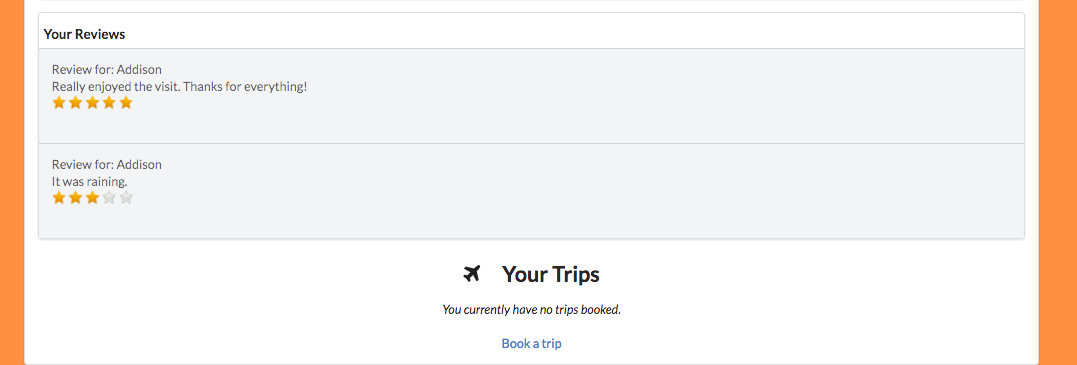 Your Reviews
Review for: Addison
Really enjoyed the visit. Thanks for everything!
Review for: Addison
It was raining.
Your Trips
You currently have no trips booked.
Book a trip